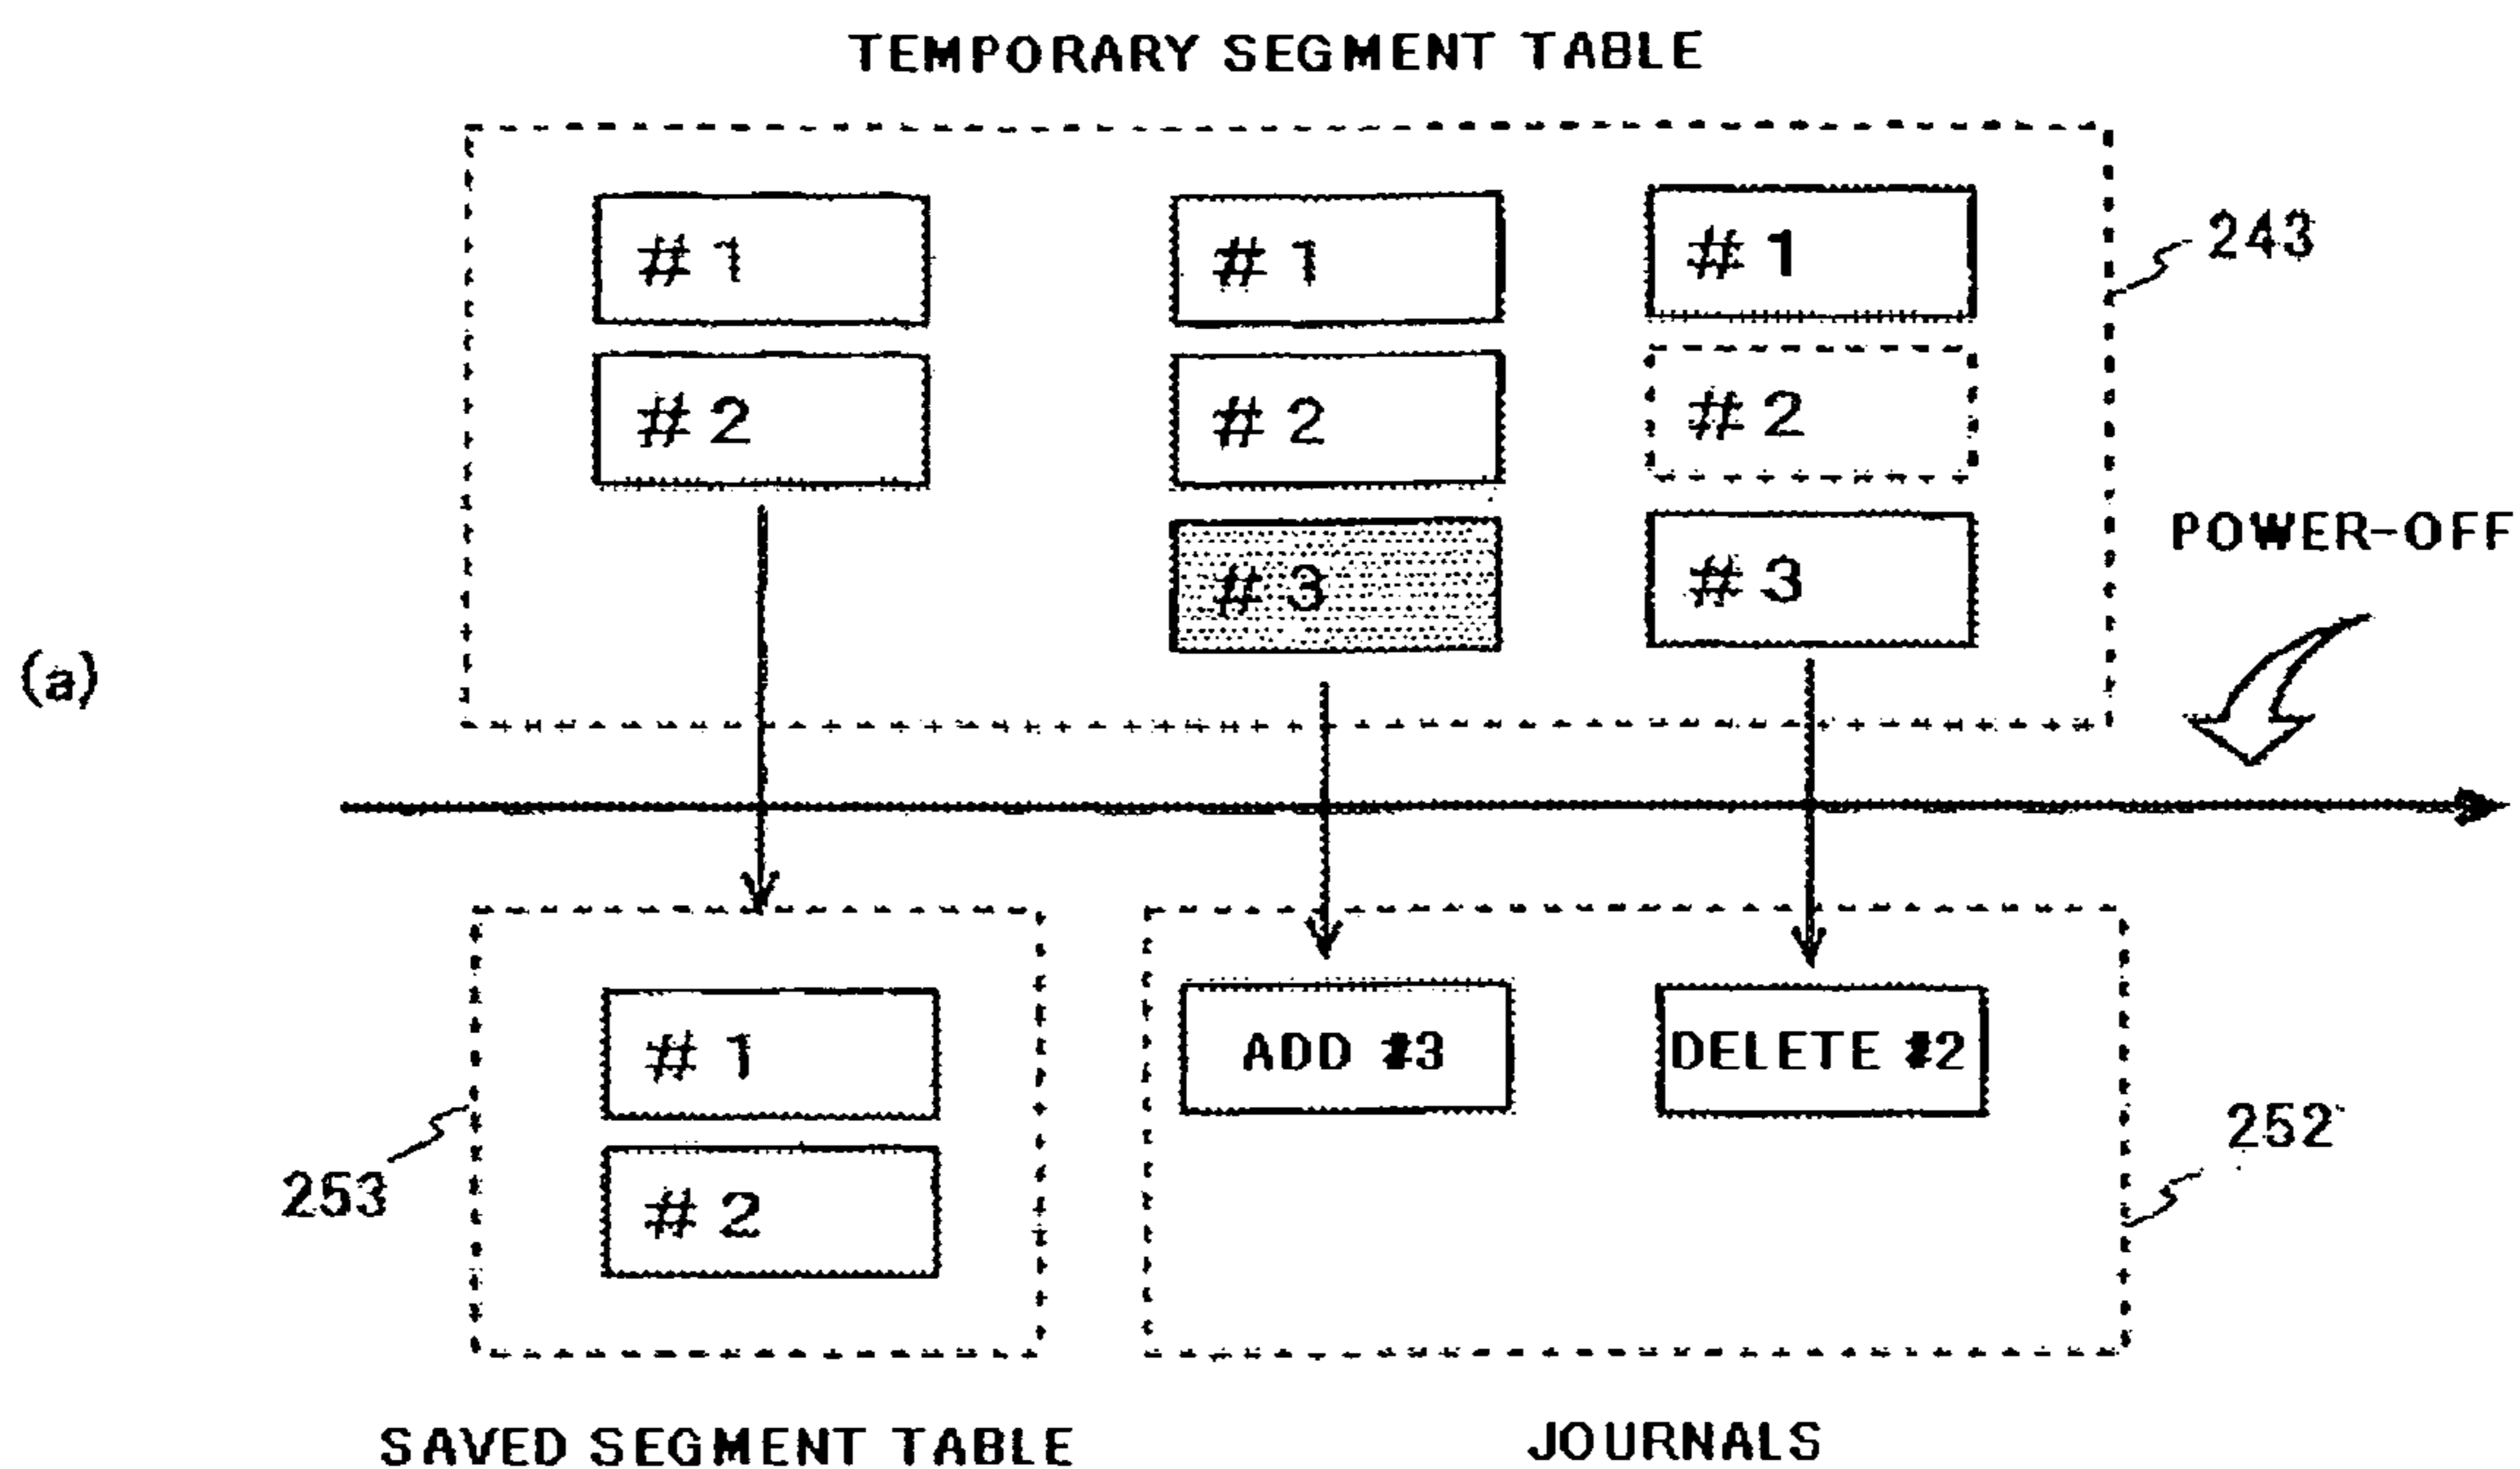 TEMPORARY SEGMENT TABLE
#1 #1 #1
243
#2 #2 #2
POWER-OFF
#3 #3
(a)
#1 ADD #3 DELETE #2
252
253
#2
SAVED SEGMENT TABLE JOURNALS